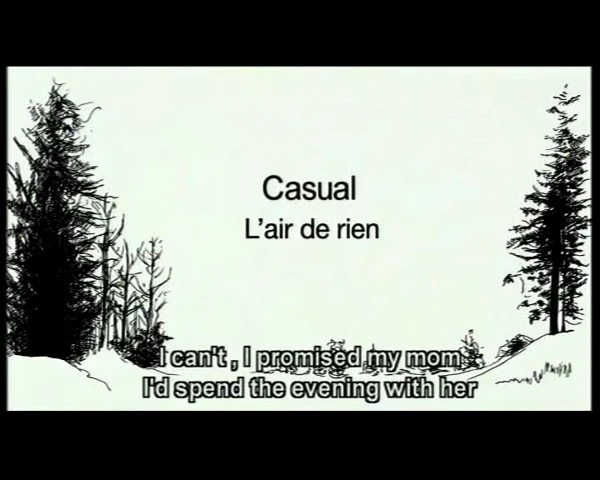 Casual
L'air de rien
I can't , I promised my mom
I'd spend the evening with her